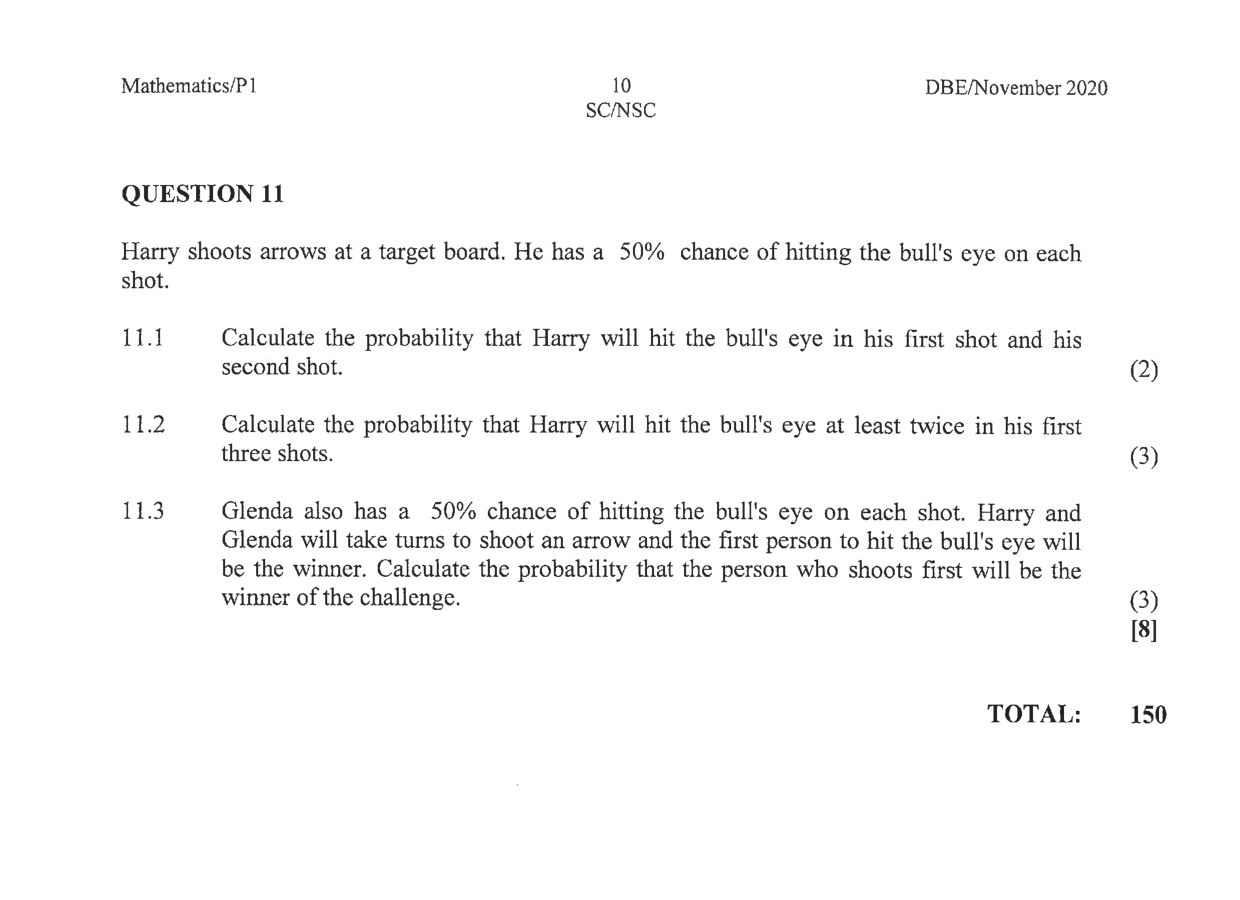 Mathematics/P1 10 DBE/November 2020
SC/NSC
QUESTION 11
Harry shoots arrows at a target board. He has a 50% chance of hitting the bull's eye on each
shot.
11.1 Calculate the probability that Harry will hit the bull's eye in his first shot and his
second shot. (2)
11.2 Calculate the probability that Harry will hit the bull's eye at least twice in his first
three shots. (3)
11.3 Glenda also has a 50% chance of hitting the bull's eye on each shot. Harry and
Glenda will take turns to shoot an arrow and the first person to hit the bull's eye will
be the winner. Calculate the probability that the person who shoots first will be the
winner of the challenge. (3)
[8]
TOTAL: 150